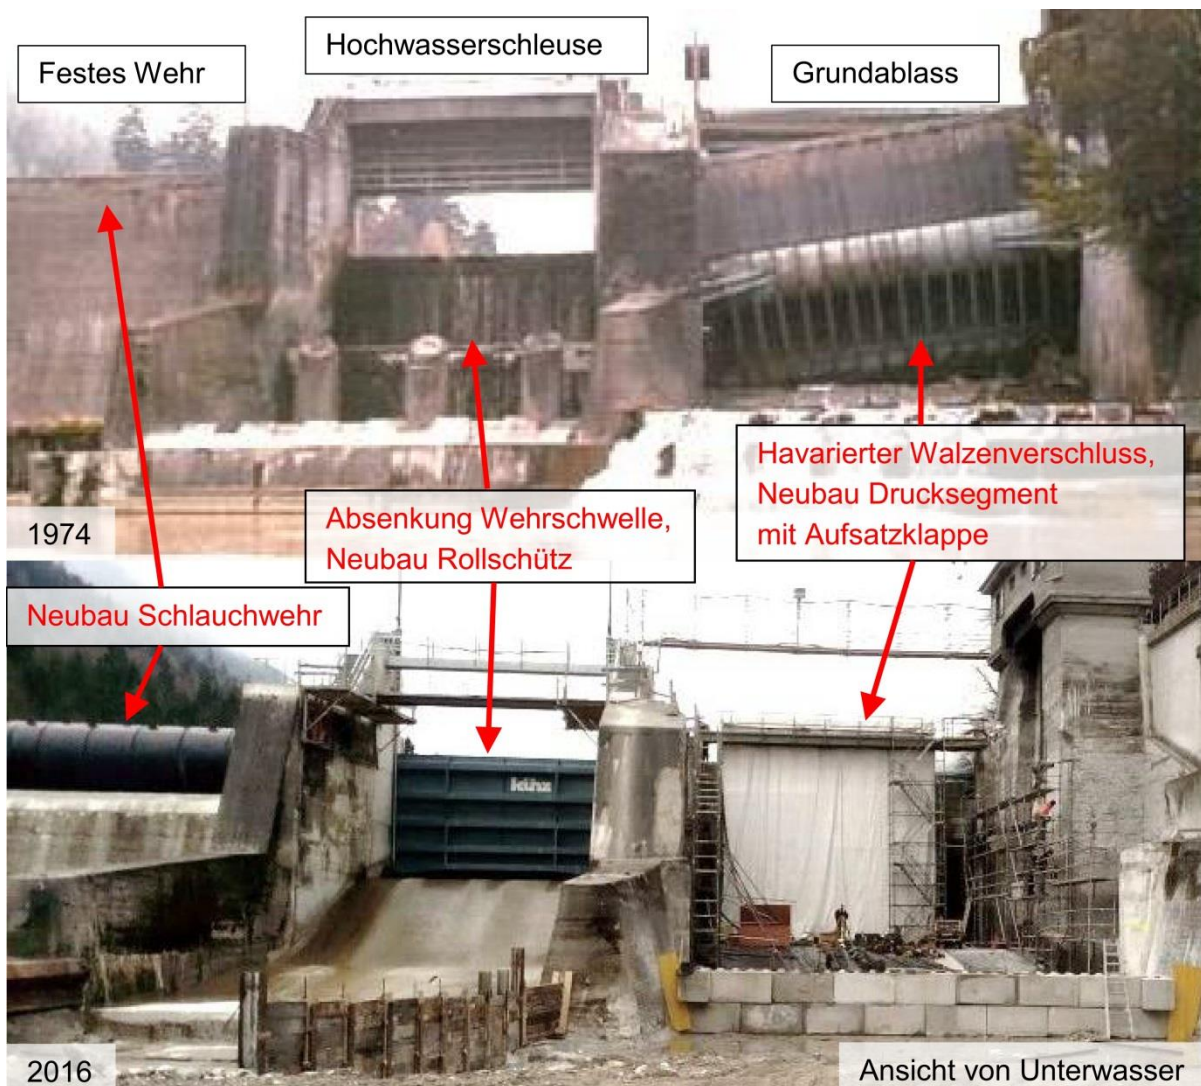 Festes Wehr
Hochwasserschleuse
Grundablass
Havarierter Walzenverschluss,
Neubau Drucksegment
mit Aufsatzklappe
Absenkung Wehrschwelle,
Neubau Rollschütz
1974
Neubau Schlauchwehr
künz
2016
Ansicht von Unterwasser